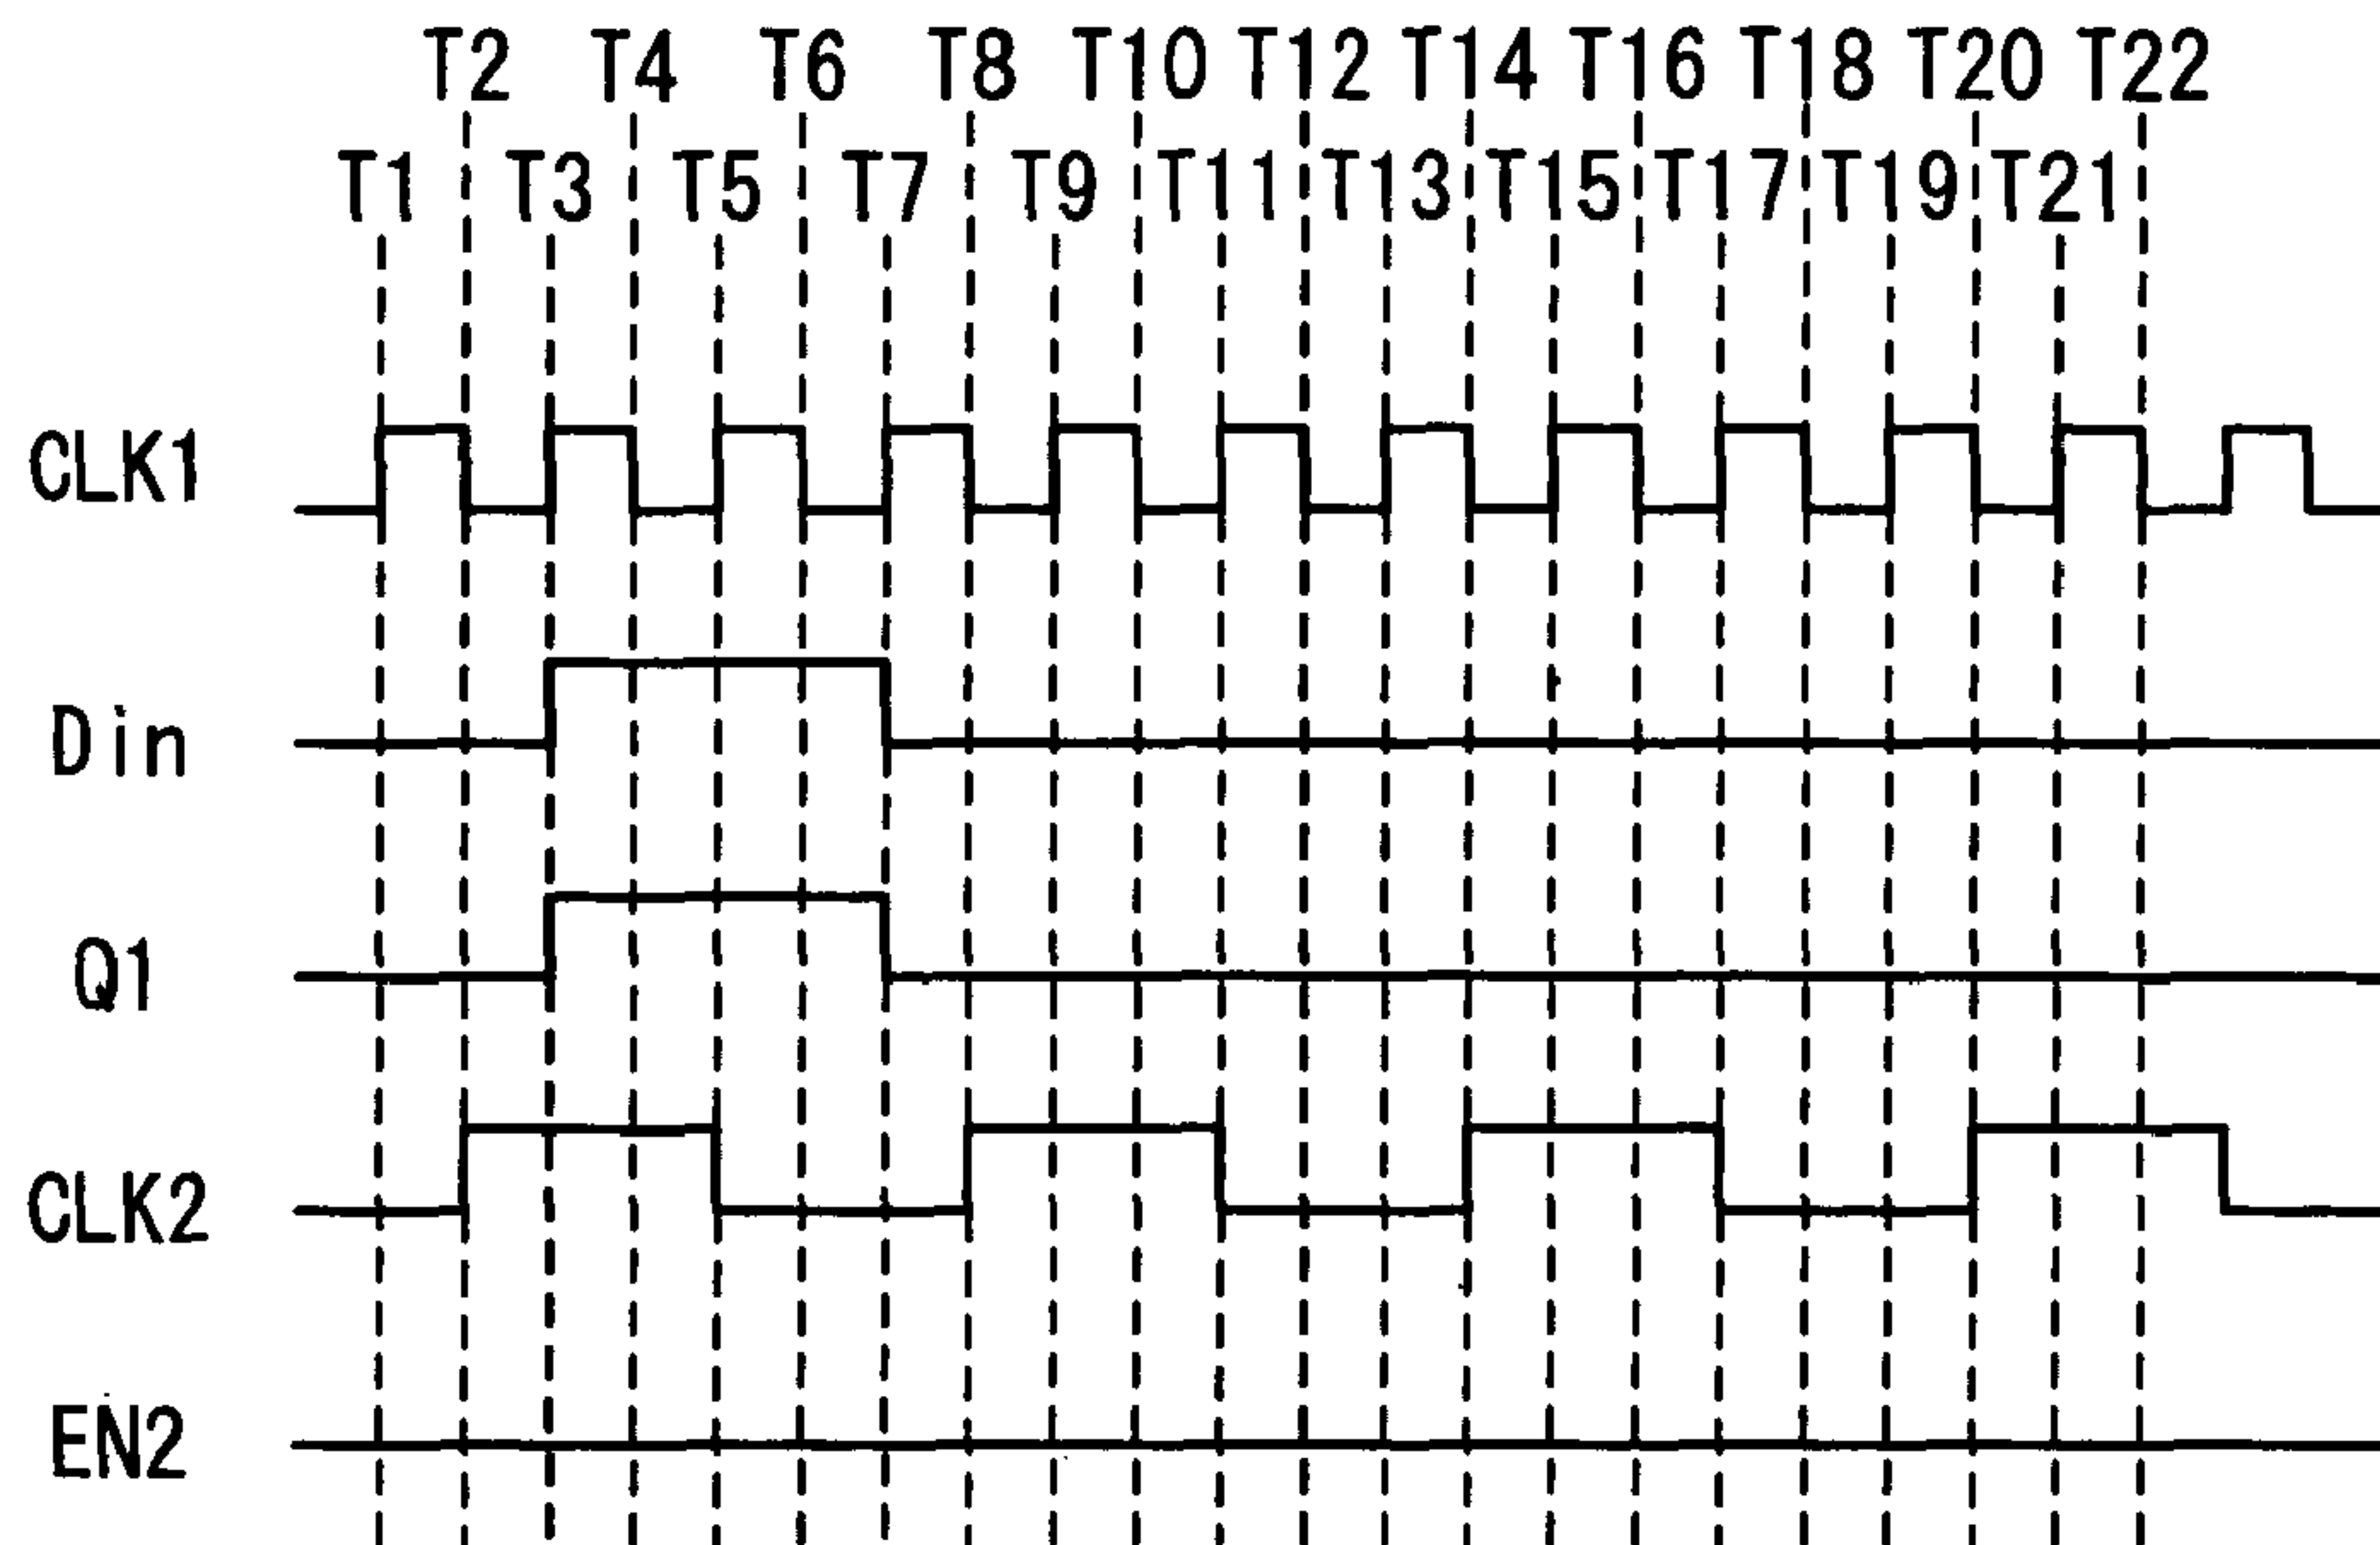 T2 T4 T6 T8 T10 T12 T14 T16 T18 T20 T22
T1 T3 T5 T7 T9 T11 T13 T15 T17 T19 T21
CLK1
Din
Q1
CLK2
EN2